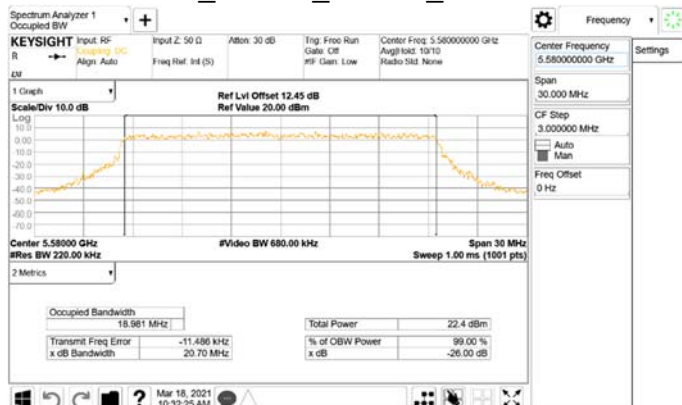 Spectrum Analyzer 1
Occupied BW
Frequency
KEYSIGHT
R
Input: RF
Coupling: DC
Align: Auto
Input Z: 50 Ω
Freq Ref: Int (S)
Atten: 30 dB
Trig: Free Run
Gate: Off
#IF Gain: Low
Center Freq: 5.580000000 GHz
Avg|Hold: 10/10
Radio Std: None
Center Frequency
5.580000000 GHz
Settings
Span
30.000 MHz
CF Step
3.000000 MHz
Auto
Man
Freq Offset
0 Hz
1 Graph
Scale/Div 10.0 dB
Ref Lvl Offset 12.45 dB
Ref Value 20.00 dBm
Log
10.0
0.00
-10.0
-20.0
-30.0
-40.0
-50.0
-60.0
-70.0
Center 5.58000 GHz
#Res BW 220.00 kHz
#Video BW 680.00 kHz
Span 30 MHz
Sweep 1.00 ms (1001 pts)
2 Metrics
Occupied Bandwidth
18.981 MHz
Total Power 22.4 dBm
Transmit Freq Error -11.486 kHz
% of OBW Power 99.00 %
x dB Bandwidth 20.70 MHz
x dB -26.00 dB
?
Mar 18, 2021
10:32:25 AM